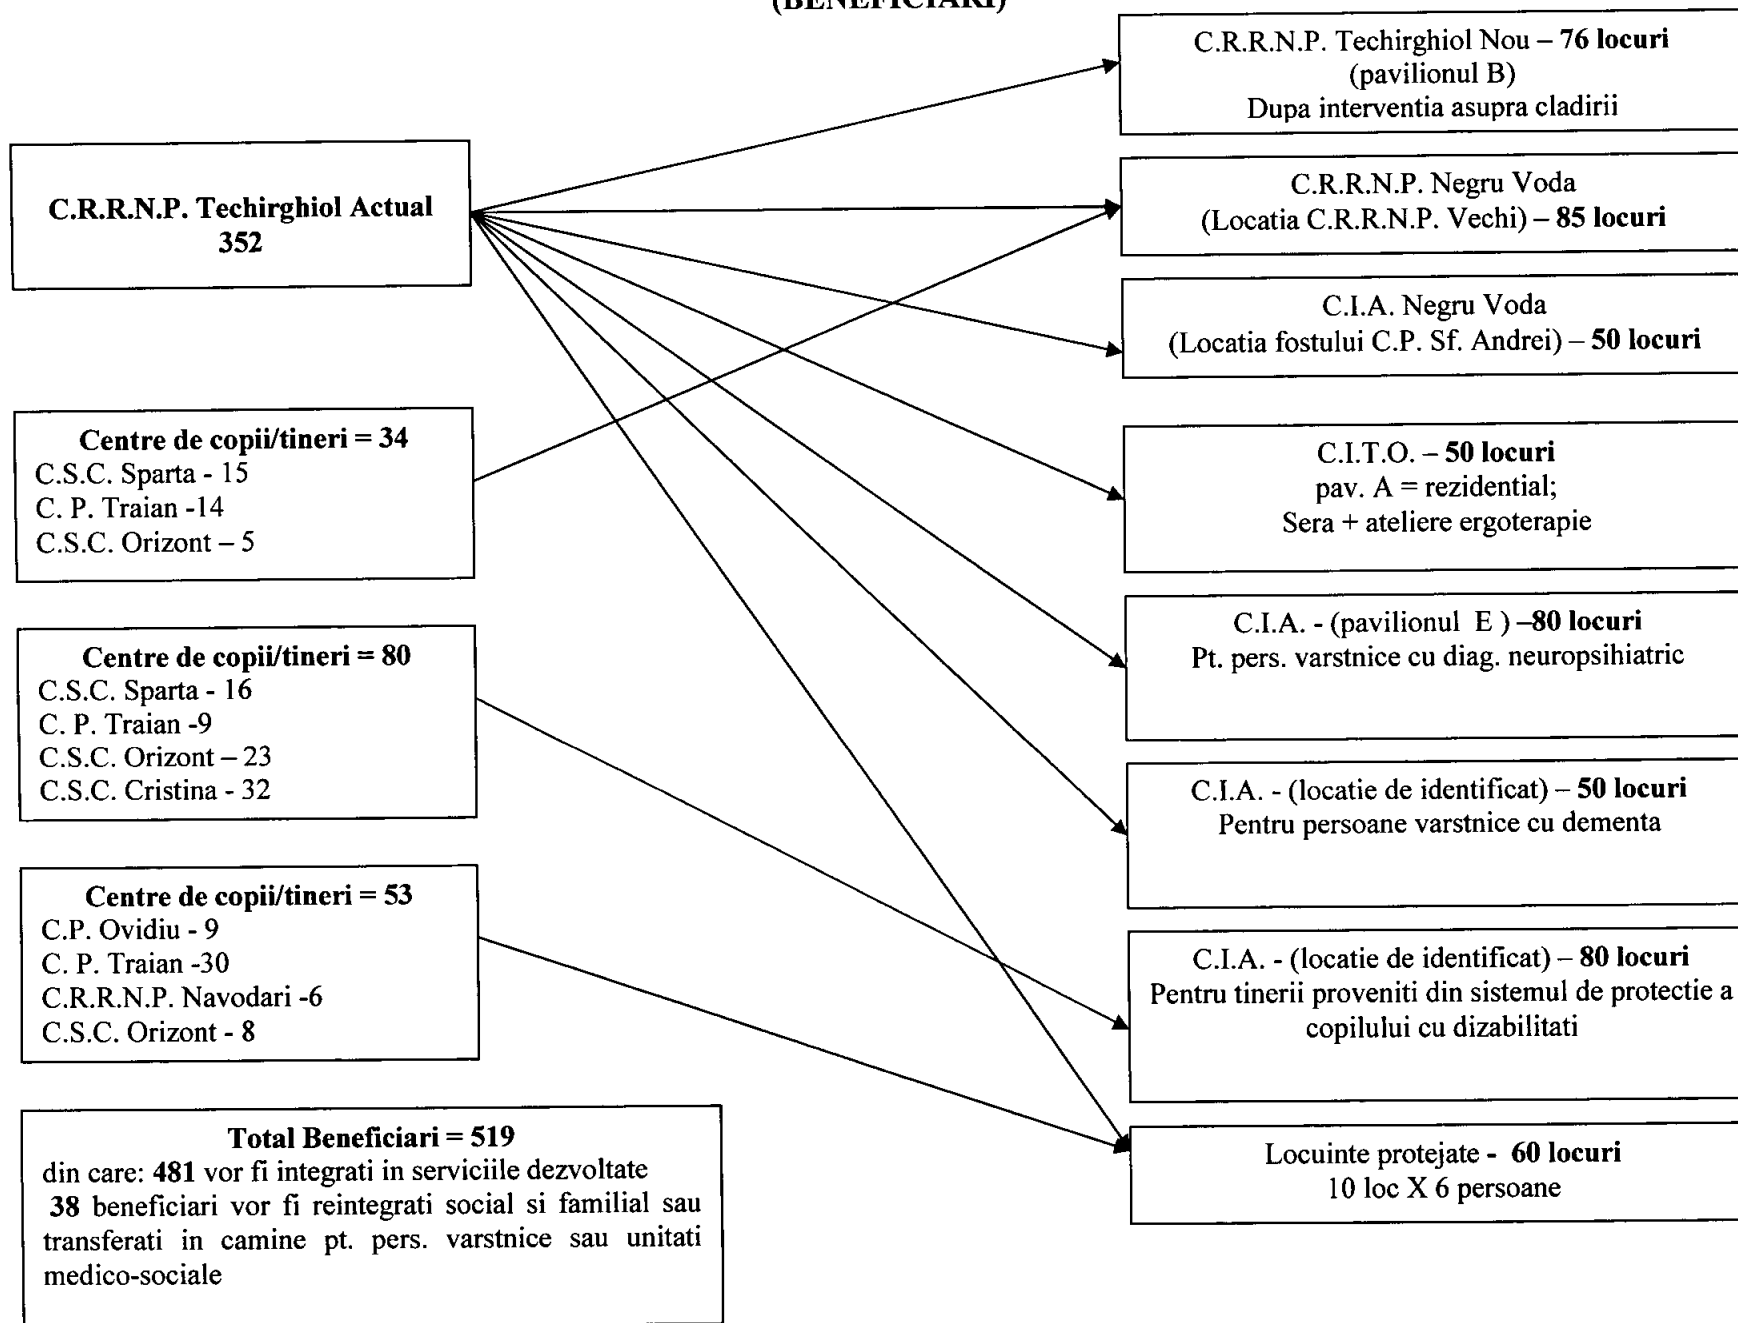 (BENEFICIARI)
C.R.R.N.P. Techirghiol Actual
352
Centre de copii/tineri = 34
C.S.C. Sparta - 15
C. P. Traian -14
C.S.C. Orizont – 5
Centre de copii/tineri = 80
C.S.C. Sparta - 16
C. P. Traian -9
C.S.C. Orizont – 23
C.S.C. Cristina - 32
Centre de copii/tineri = 53
C.P. Ovidiu - 9
C. P. Traian -30
C.R.R.N.P. Navodari -6
C.S.C. Orizont - 8
Total Beneficiari = 519
din care: 481 vor fi integrati in serviciile dezvoltate
38 beneficiari vor fi reintegrati social si familial sau
transferati in camine pt. pers. varstnice sau unitati
medico-sociale
C.R.R.N.P. Techirghiol Nou – 76 locuri
(pavilionul B)
Dupa interventia asupra cladirii
C.R.R.N.P. Negru Voda
(Locatia C.R.R.N.P. Vechi) – 85 locuri
C.I.A. Negru Voda
(Locatia fostului C.P. Sf. Andrei) – 50 locuri
C.I.T.O. – 50 locuri
pav. A = rezidential;
Sera + ateliere ergoterapie
C.I.A. - (pavilionul E ) –80 locuri
Pt. pers. varstnice cu diag. neuropsihiatric
C.I.A. - (locatie de identificat) – 50 locuri
Pentru persoane varstnice cu dementa
C.I.A. - (locatie de identificat) – 80 locuri
Pentru tinerii proveniti din sistemul de protectie a
copilului cu dizabilitati
Locuinte protejate - 60 locuri
10 loc X 6 persoane